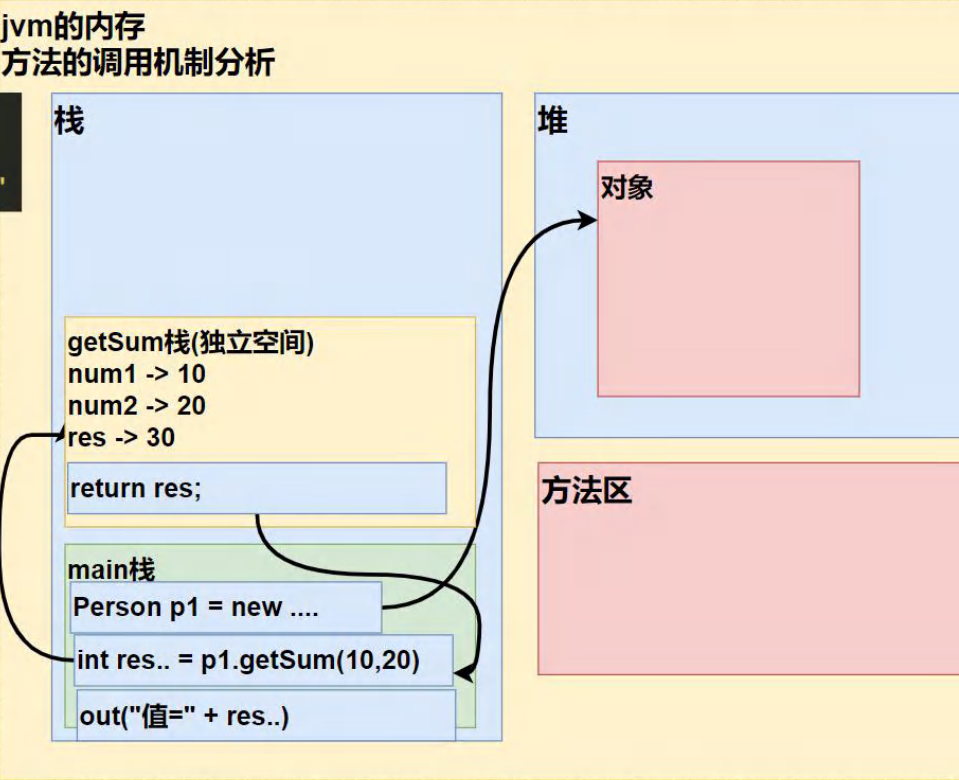 jvm的内存
方法的调用机制分析
栈
getSum栈(独立空间)
num1 -> 10
num2 -> 20
res -> 30
return res;
main栈
Person p1 = new ....
int res.. = p1.getSum(10,20)
out("值=" + res..)
堆
对象
方法区
"